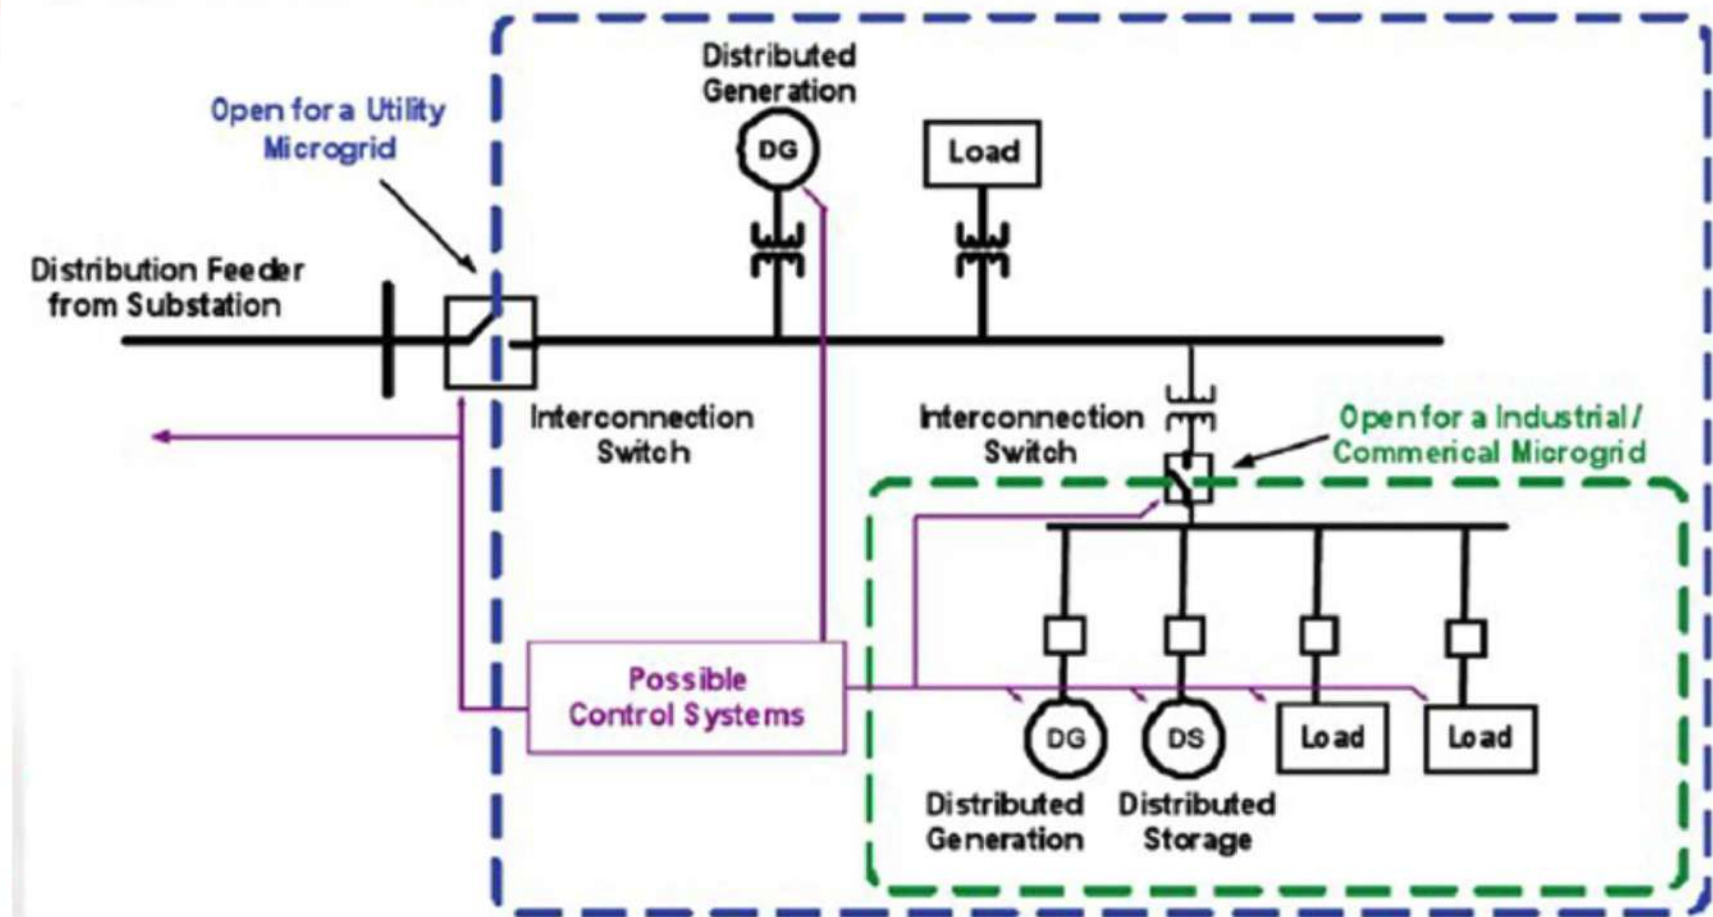 Distributed
Generation
DG
Load
Open for a Utility
Microgrid
Distribution Feeder
from Substation
Interconnection
Switch
Interconnection
Switch
Open for a Industrial/
Commerical Microgrid
Possible
Control Systems
DG
DS
Load
Load
Distributed
Generation
Distributed
Storage